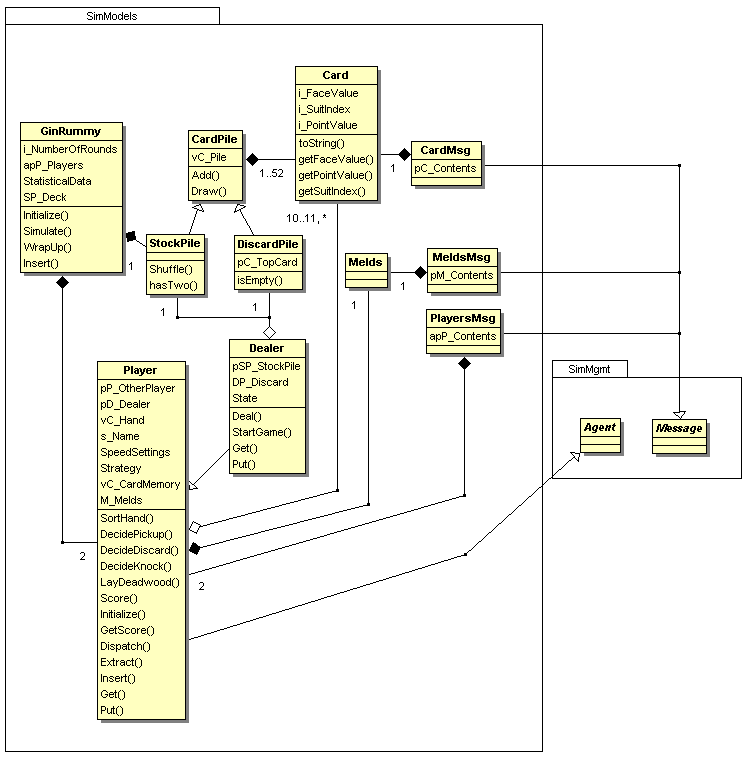 SimModels
GinRummy
i_NumberOfRounds
apP_Players
StatisticalData
SP_Deck
Initialize()
Simulate()
WrapUp()
Insert()
CardPile
vC_Pile
Add()
Draw()
Card
i_FaceValue
i_SuitIndex
i_PointValue
toString()
getFaceValue()
getPointValue()
getSuitIndex()
CardMsg
pC_Contents
1..52
1
10..11, *
StockPile
Shuffle()
hasTwo()
DiscardPile
pC_TopCard
isEmpty()
Melds
MeldsMsg
pM_Contents
1
1
1
1
1
PlayersMsg
apP_Contents
Dealer
pSP_StockPile
DP_Discard
State
Deal()
StartGame()
Get()
Put()
Player
pP_OtherPlayer
pD_Dealer
vC_Hand
s_Name
SpeedSettings
Strategy
vC_CardMemory
M_Melds
SortHand()
DecidePickup()
DecideDiscard()
DecideKnock()
LayDeadwood()
Score()
Initialize()
GetScore()
Dispatch()
Extract()
Insert()
Get()
Put()
2
2
SimMgmt
Agent
Message